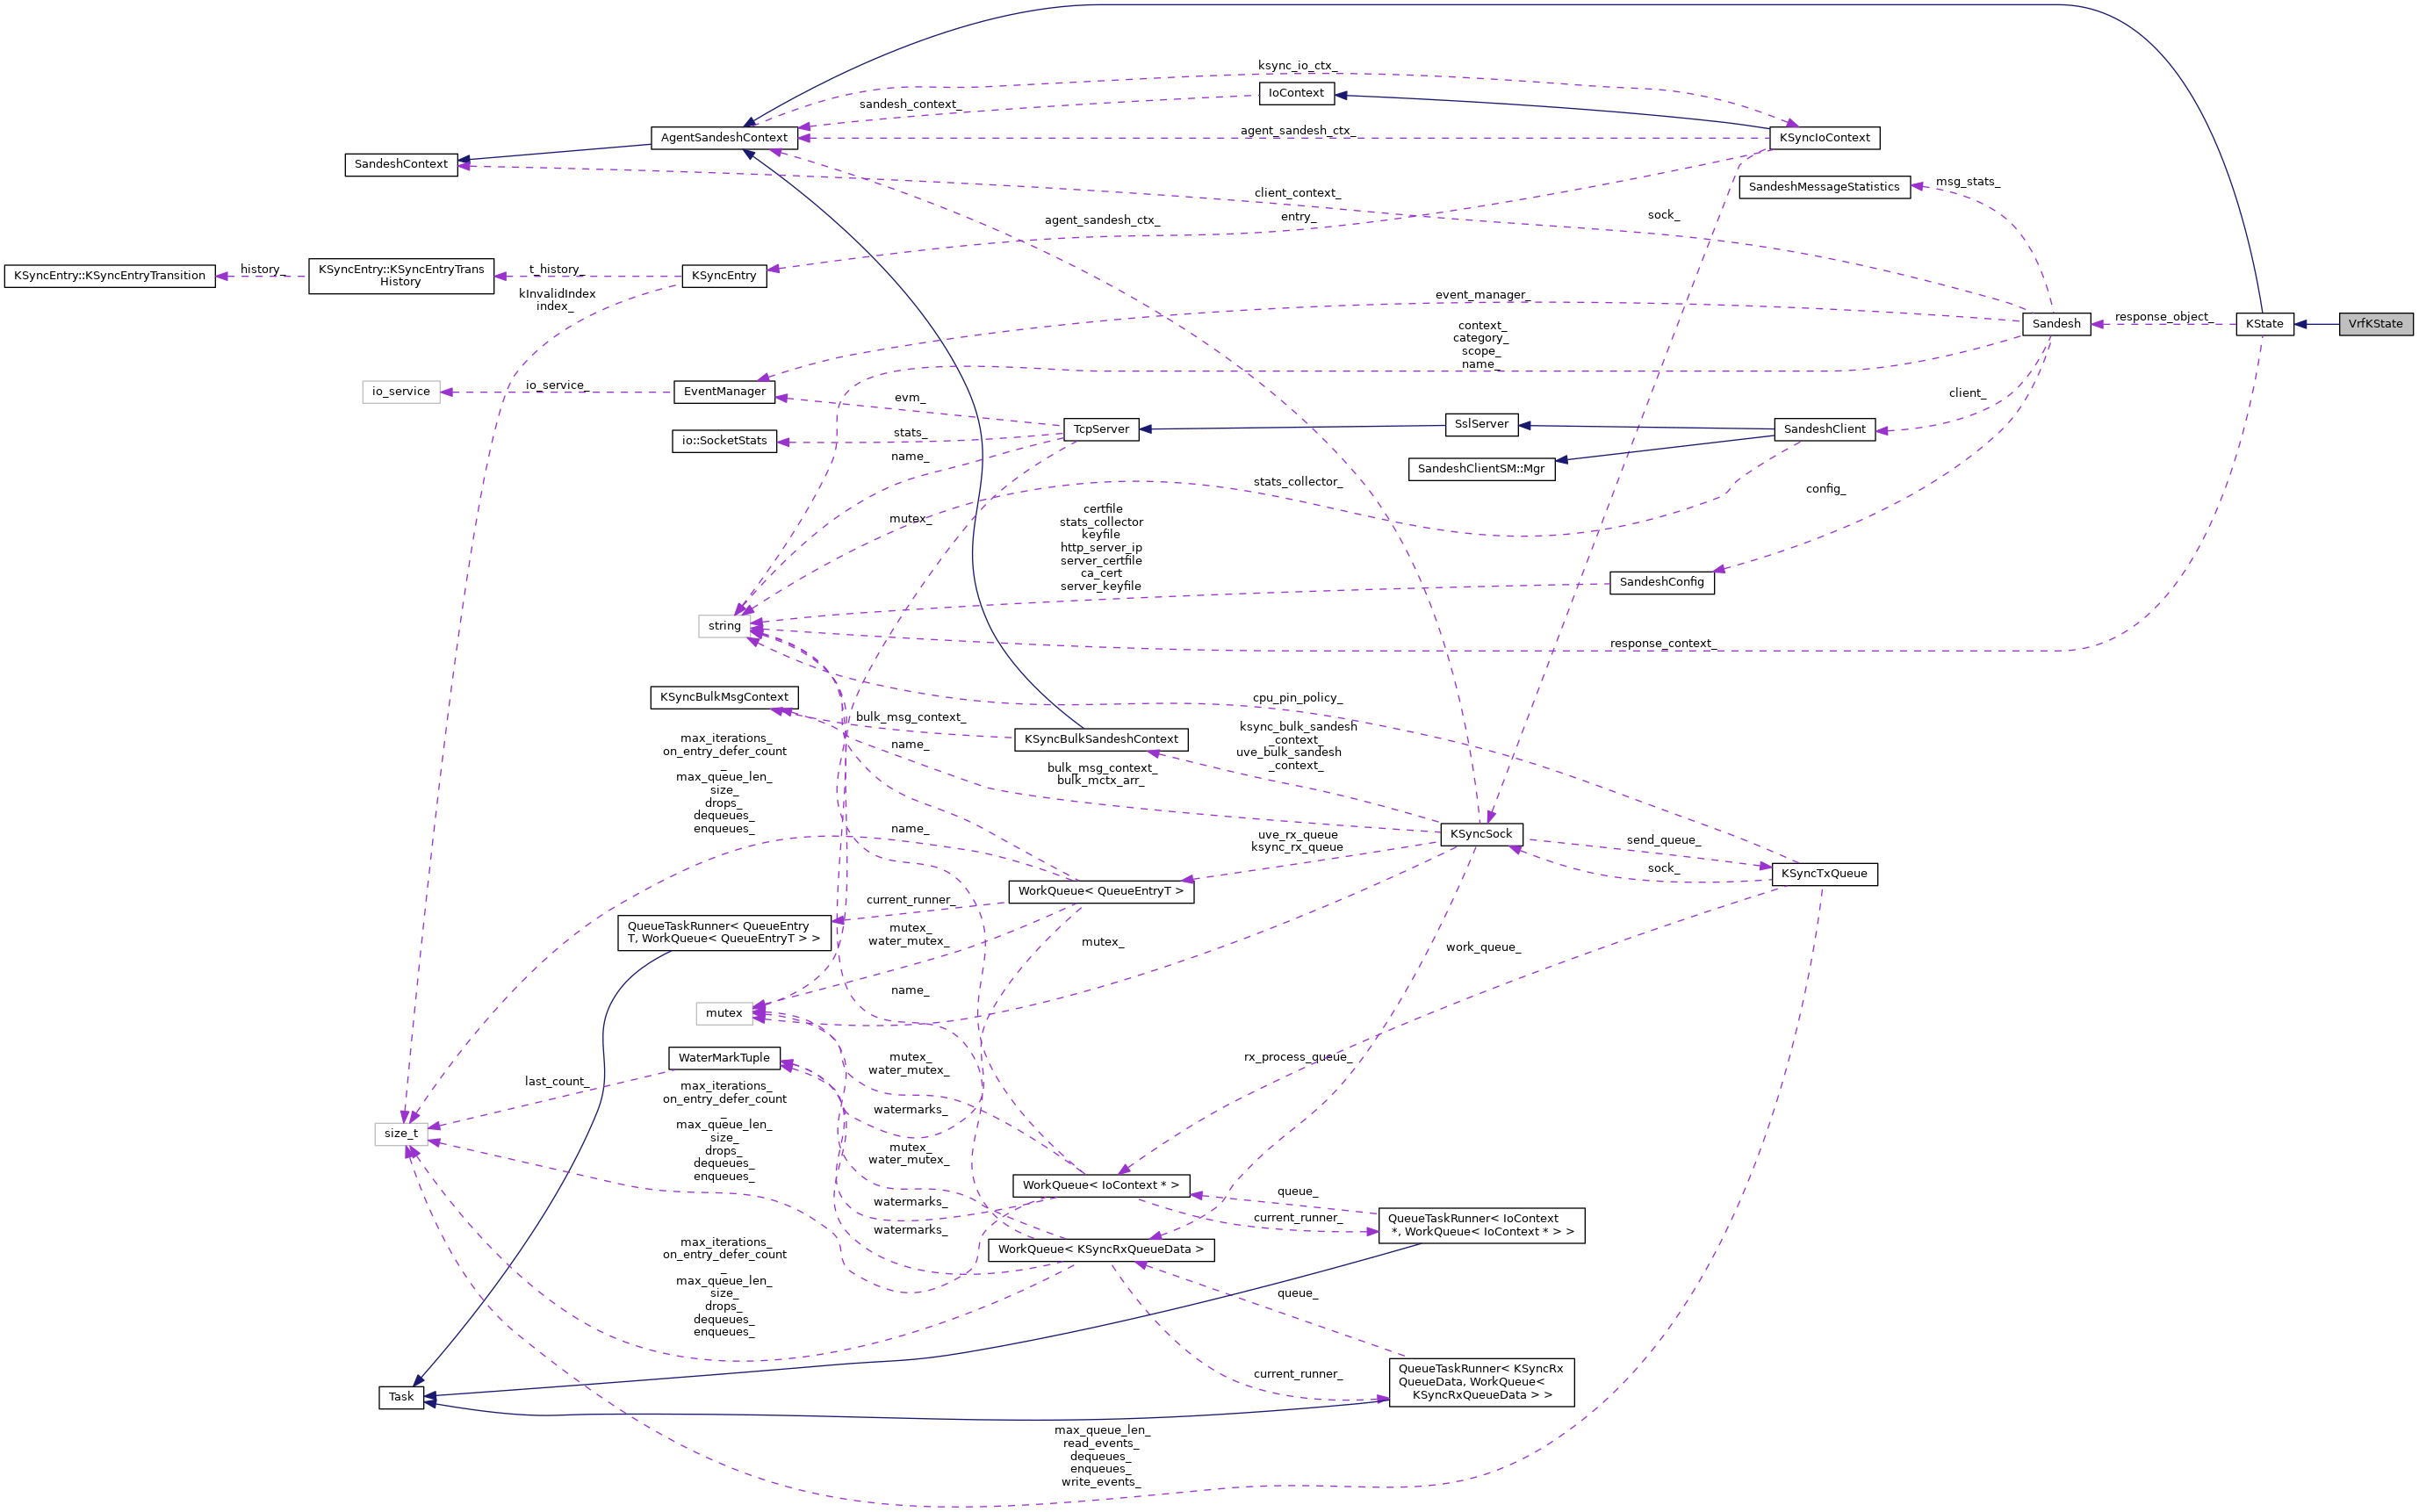 ksync_io_ctx_
IoContext
sandesh_context_
AgentSandeshContext
agent_sandesh_ctx_
KSyncIoContext
SandeshContext
SandeshMessageStatistics
msg_stats_
client_context_
agent_sandesh_ctx_
entry_
sock_
KSyncEntry::KSyncEntryTransition
history_
KSyncEntry::KSyncEntryTrans
History
t_history_
KSyncEntry
kInvalidIndex
index_
event_manager_
context_
category_
scope_
name_
Sandesh
response_object_
KState
VrfKState
io_service
io_service_
EventManager
evm_
client_
io::SocketStats
stats_
TcpServer
SslServer
SandeshClient
name_
SandeshClientSM::Mgr
stats_collector_
config_
mutex_
certfile
stats_collector
keyfile
http_server_ip
server_certfile
ca_cert
server_keyfile
SandeshConfig
string
response_context_
KSyncBulkMsgContext
cpu_pin_policy_
bulk_msg_context_
KSyncBulkSandeshContext
ksync_bulk_sandesh
_context_
uve_bulk_sandesh
_context_
name_
bulk_msg_context_
bulk_mctx_arr_
max_iterations_
on_entry_defer_count
_
max_queue_len_
size_
drops_
dequeues_
enqueues_
name_
uve_rx_queue
ksync_rx_queue
KSyncSock
send_queue_
sock_
KSyncTxQueue
WorkQueue< QueueEntryT >
current_runner_
QueueTaskRunner< QueueEntry
T, WorkQueue< QueueEntryT > >
mutex_
water_mutex_
mutex_
work_queue_
name_
mutex
WaterMarkTuple
mutex_
water_mutex_
rx_process_queue_
last_count_
max_iterations_
on_entry_defer_count
_
max_queue_len_
size_
drops_
dequeues_
enqueues_
watermarks_
size_t
mutex_
water_mutex_
WorkQueue< IoContext * >
queue_
current_runner_
QueueTaskRunner< IoContext
*, WorkQueue< IoContext * > >
watermarks_
watermarks_
WorkQueue< KSyncRxQueueData >
max_iterations_
on_entry_defer_count
_
max_queue_len_
size_
drops_
dequeues_
enqueues_
queue_
current_runner_
QueueTaskRunner< KSyncRx
QueueData, WorkQueue<
KSyncRxQueueData > >
Task
max_queue_len_
read_events_
dequeues_
enqueues_
write_events_